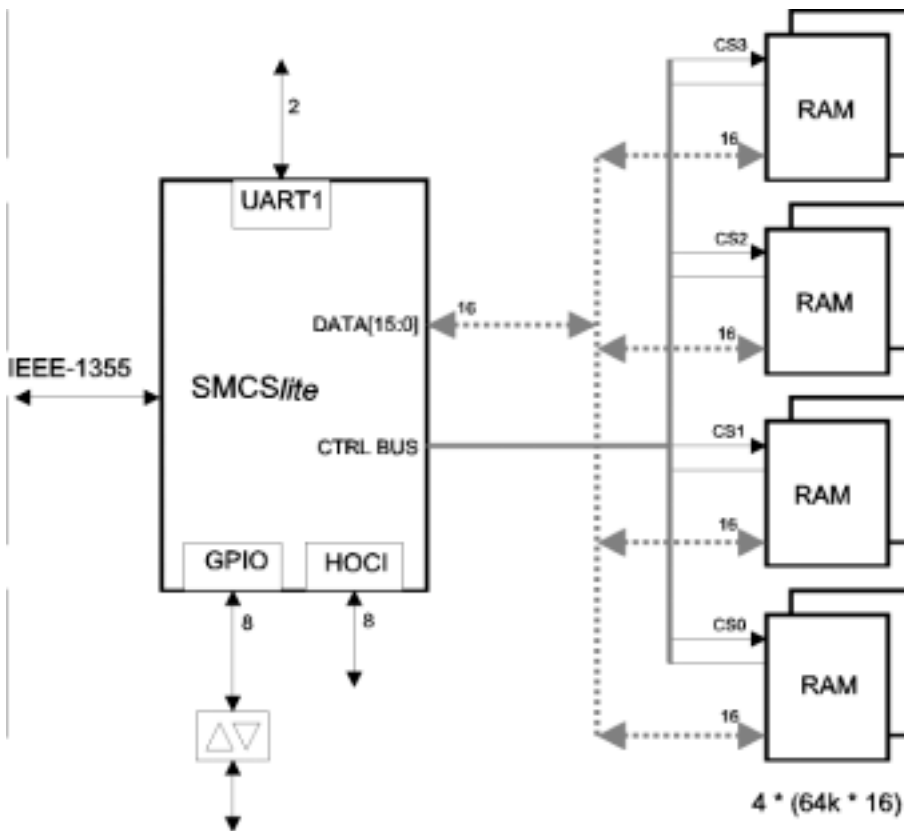 CS3
RAM
2
16
UART1
CS2
RAM
16
DATA[15:0]
16
IEEE-1355
SMCSlite
CS1
CTRL BUS
RAM
16
GPIO
HOCI
8
8
CS0
RAM
16
4 * (64k * 16)